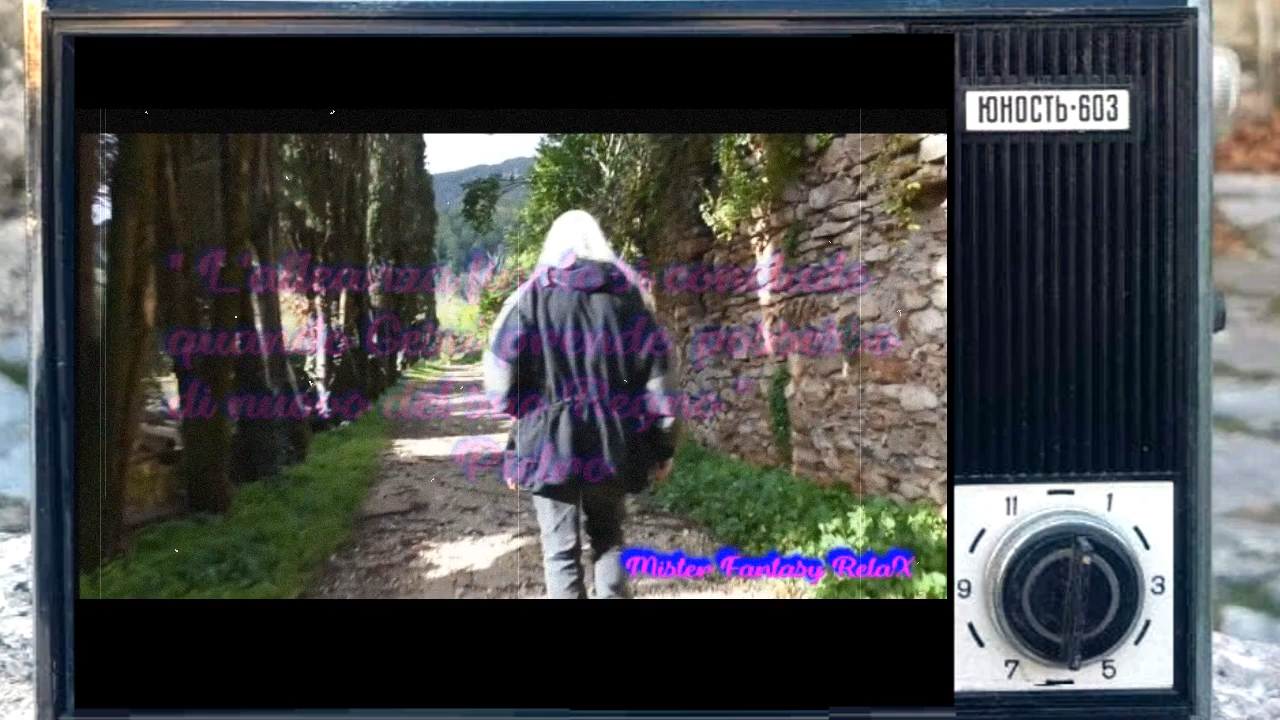 ЮНОСТЬ·603
" L'alleanza finale si conclude
quando Gesù prende possesso
di nuovo del suo Regno "
Pietro
11 1
9 3
7 5
Mister Fantasy RelaX